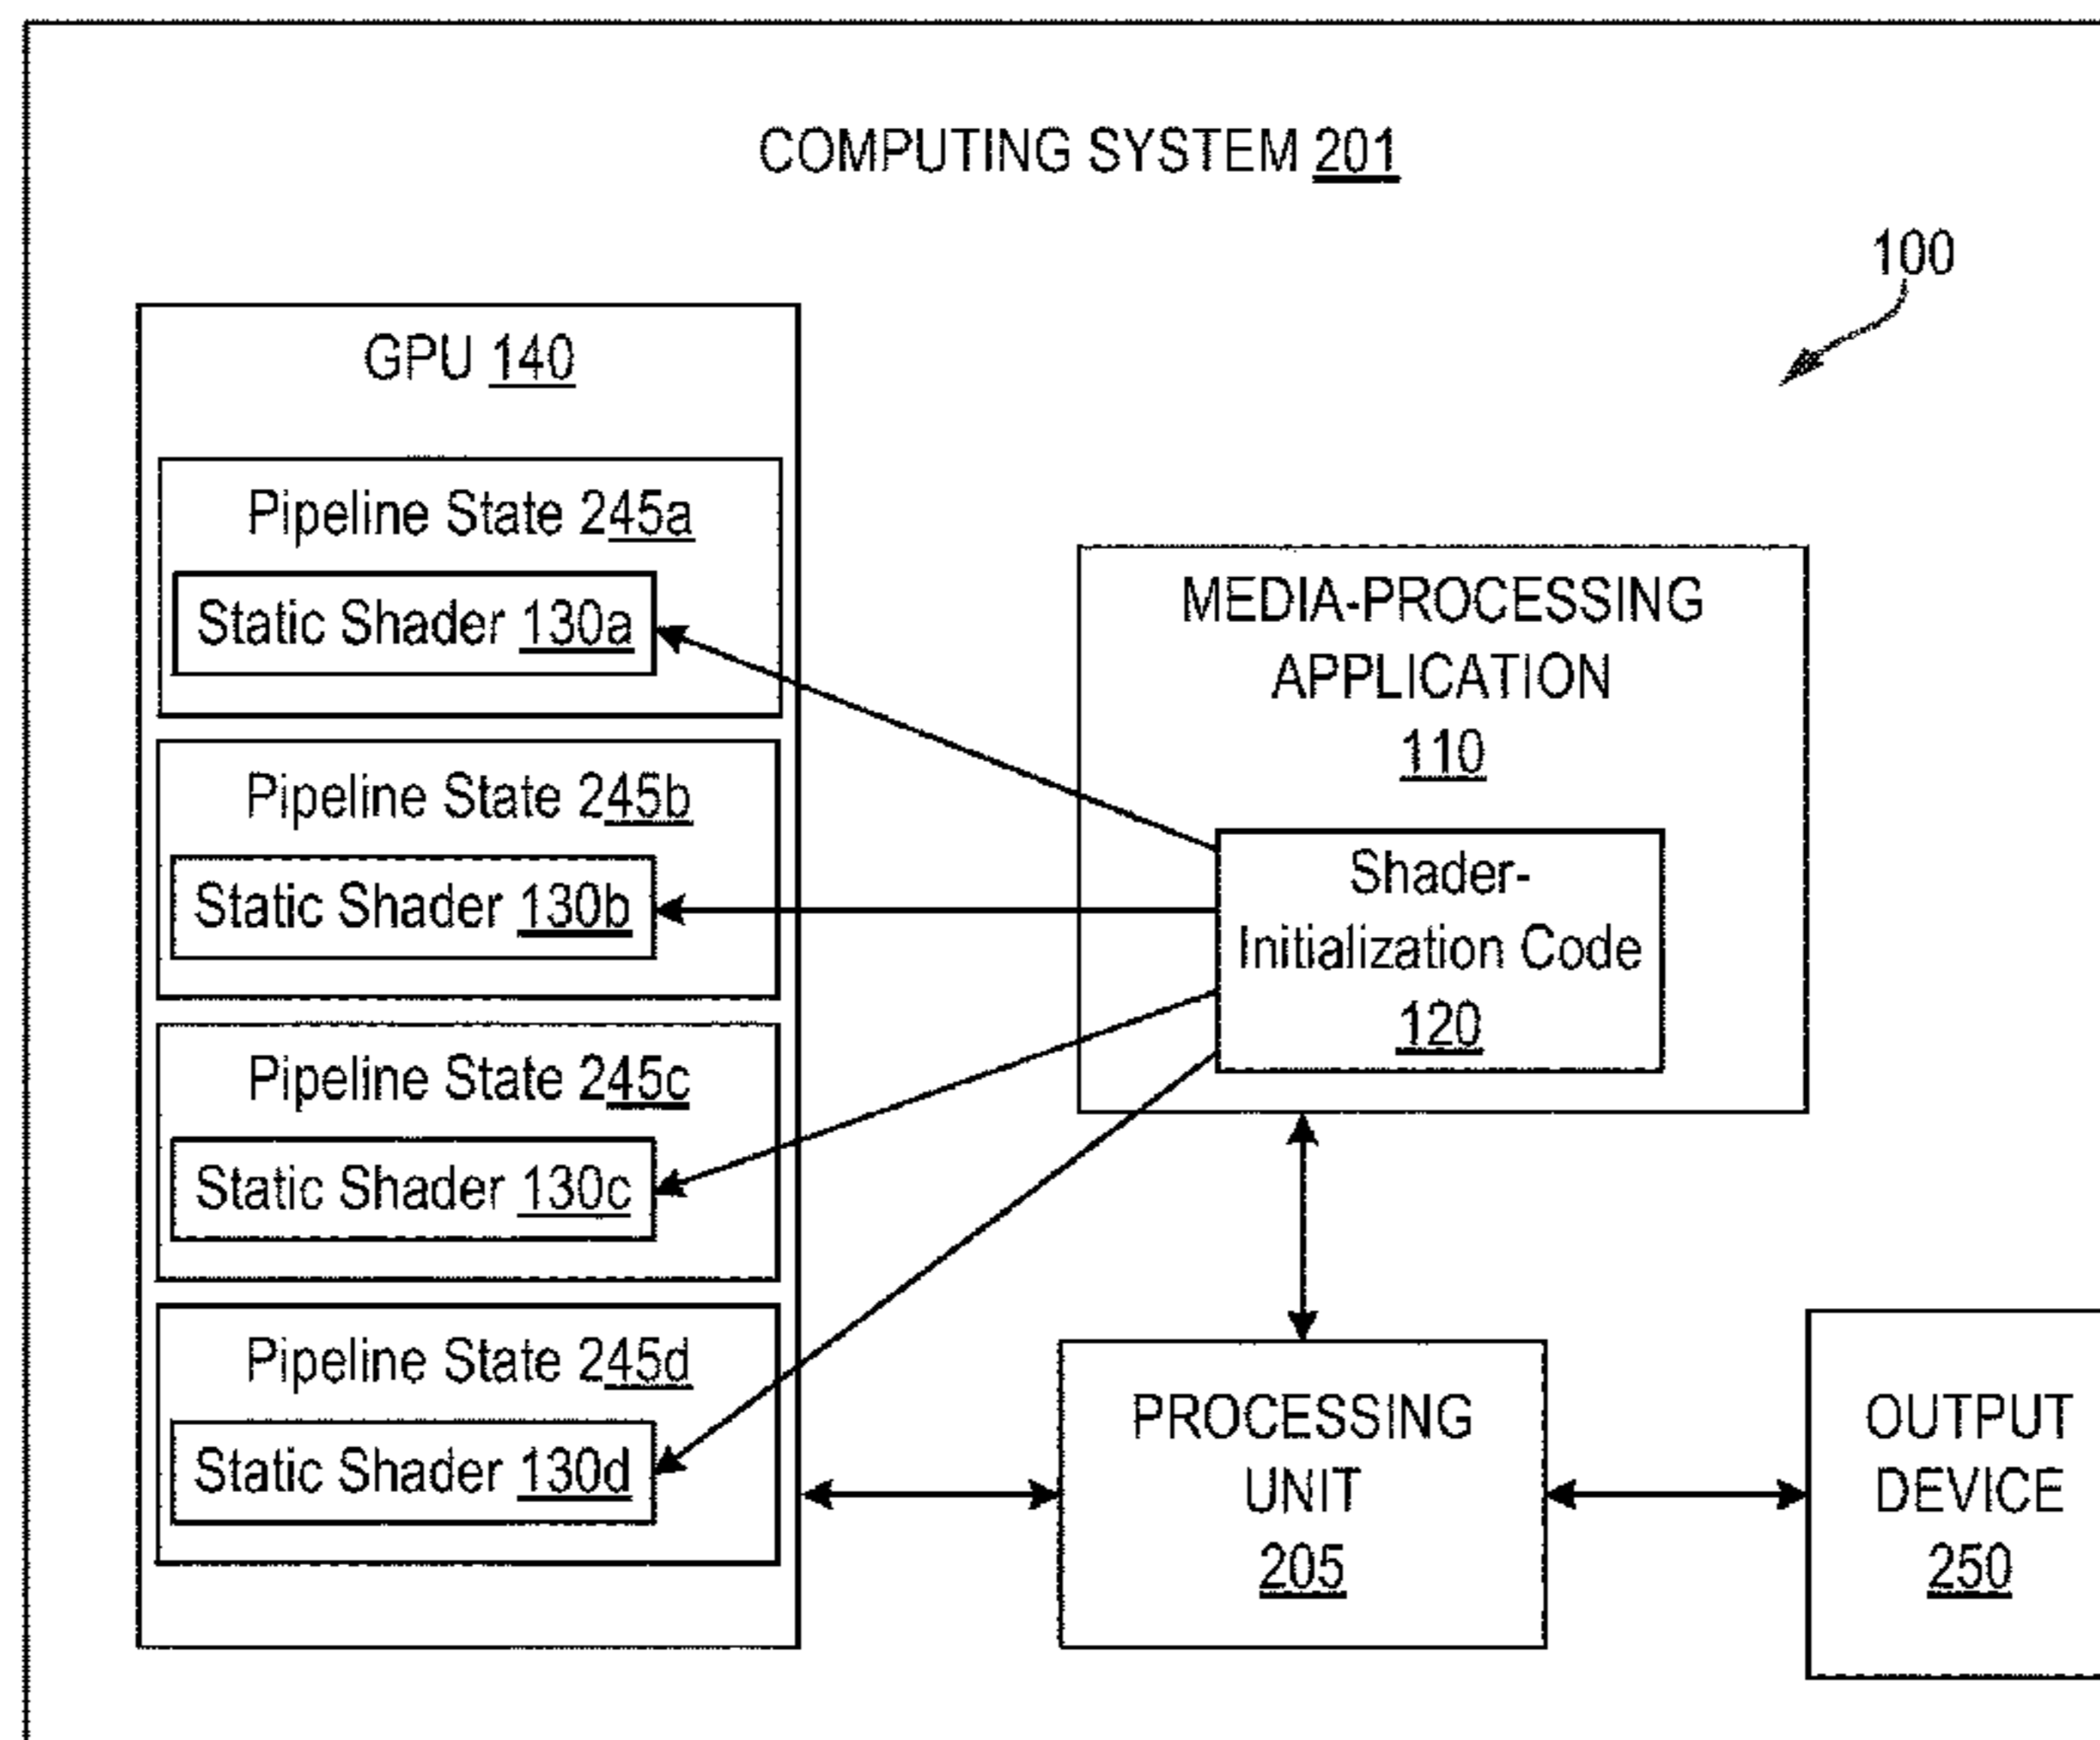 COMPUTING SYSTEM 201
100
GPU 140
Pipeline State 245a
Static Shader 130a
Pipeline State 245b
Static Shader 130b
Pipeline State 245c
Static Shader 130c
Pipeline State 245d
Static Shader 130d
MEDIA-PROCESSING
APPLICATION
110
Shader-
Initialization Code
120
PROCESSING
UNIT
205
OUTPUT
DEVICE
250